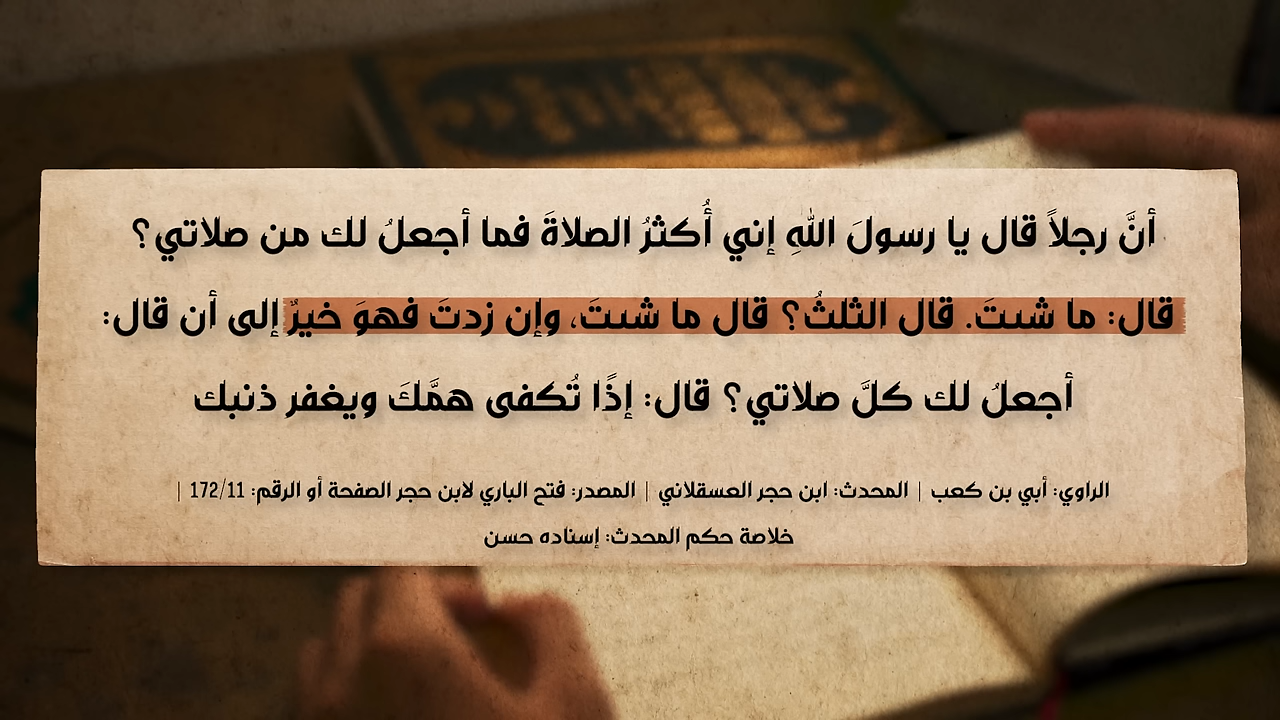 أنَّ رجلاً قال يا رسولَ اللهِ إني أُكثرُ الصلاةَ فما أجعلُ لك من صلاتي؟
قال: ما شىتَ. قال الثلثُ؟ قال ما شىتَ، وإن زدتَ فهوَ خيرٌ إلى أن قال:
أجعلُ لك كلَّ صلاتي؟ قال: إذًا تُكفى همَّكَ ويغفر ذنبك
الراوي: أبي بن كعب | المحدث: ابن حجر العسقلاني | المصدر: فتح الباري لابن حجر الصفحة أو الرقم: 172/11 |
خلاصة حكم المحدث: إسناده حسن